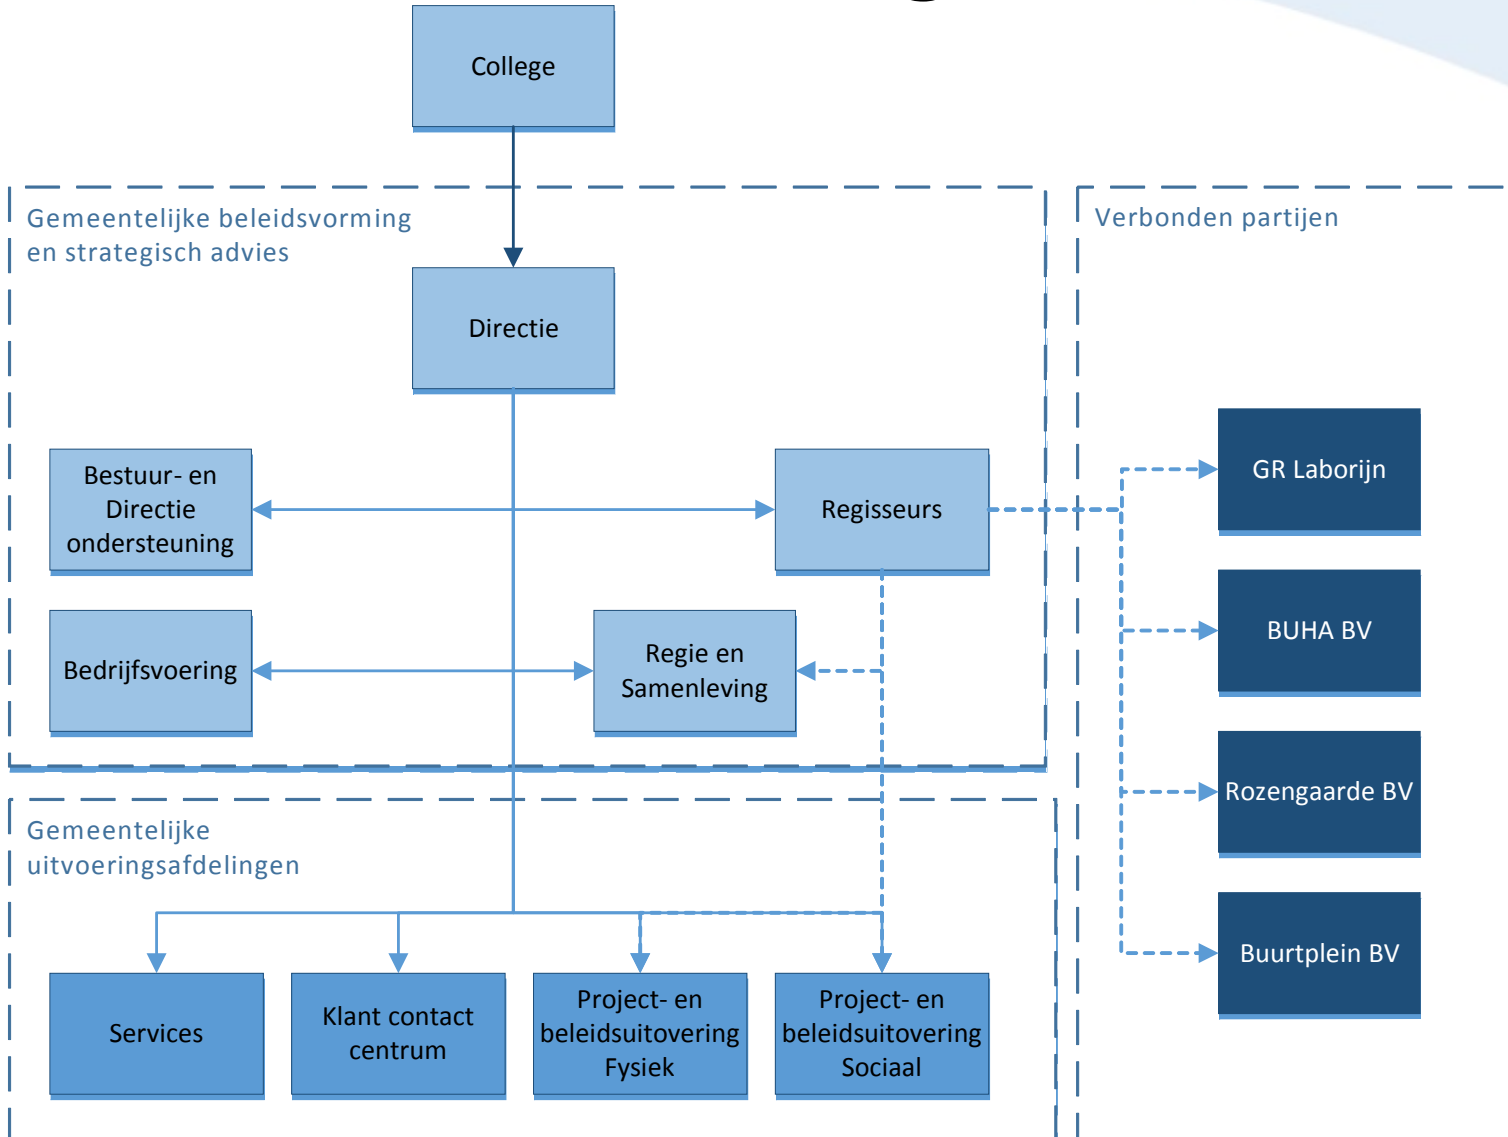 College
Gemeentelijke beleidsvorming
en strategisch advies
Verbonden partijen
Directie
Bestuur- en
Directie
ondersteuning
Regisseurs
GR Laborijn
BUHA BV
Bedrijfsvoering
Regie en
Samenleving
Rozengaarde BV
Gemeentelijke
uitvoeringsafdelingen
Buurtplein BV
Services
Klant contact
centrum
Project- en
beleidsuitovering
Fysiek
Project- en
beleidsuitovering
Sociaal